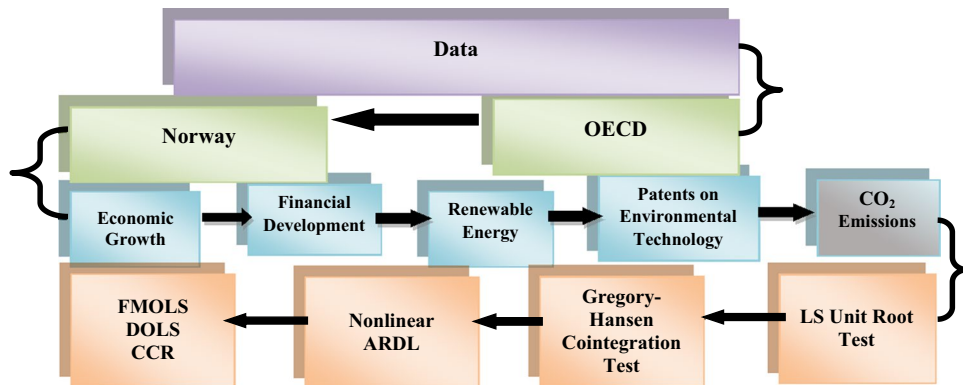 Data
Norway
OECD
Economic
Growth
Financial
Development
Renewable
Energy
Patents on
Environmental
Technology
CO₂
Emissions
FMOLS
DOLS
CCR
Nonlinear
ARDL
Gregory-
Hansen
Cointegration
Test
LS Unit Root
Test